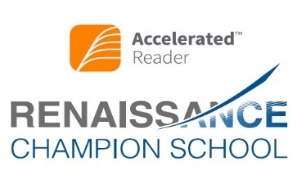 Accelerated™
Reader
RENAISSANCE
CHAMPION SCHOOL